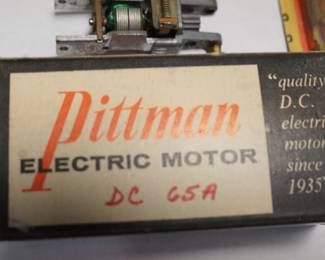 Pittman
ELECTRIC MOTOR
DC 65A
"quality
D.C.
electric
motor
since
1935"